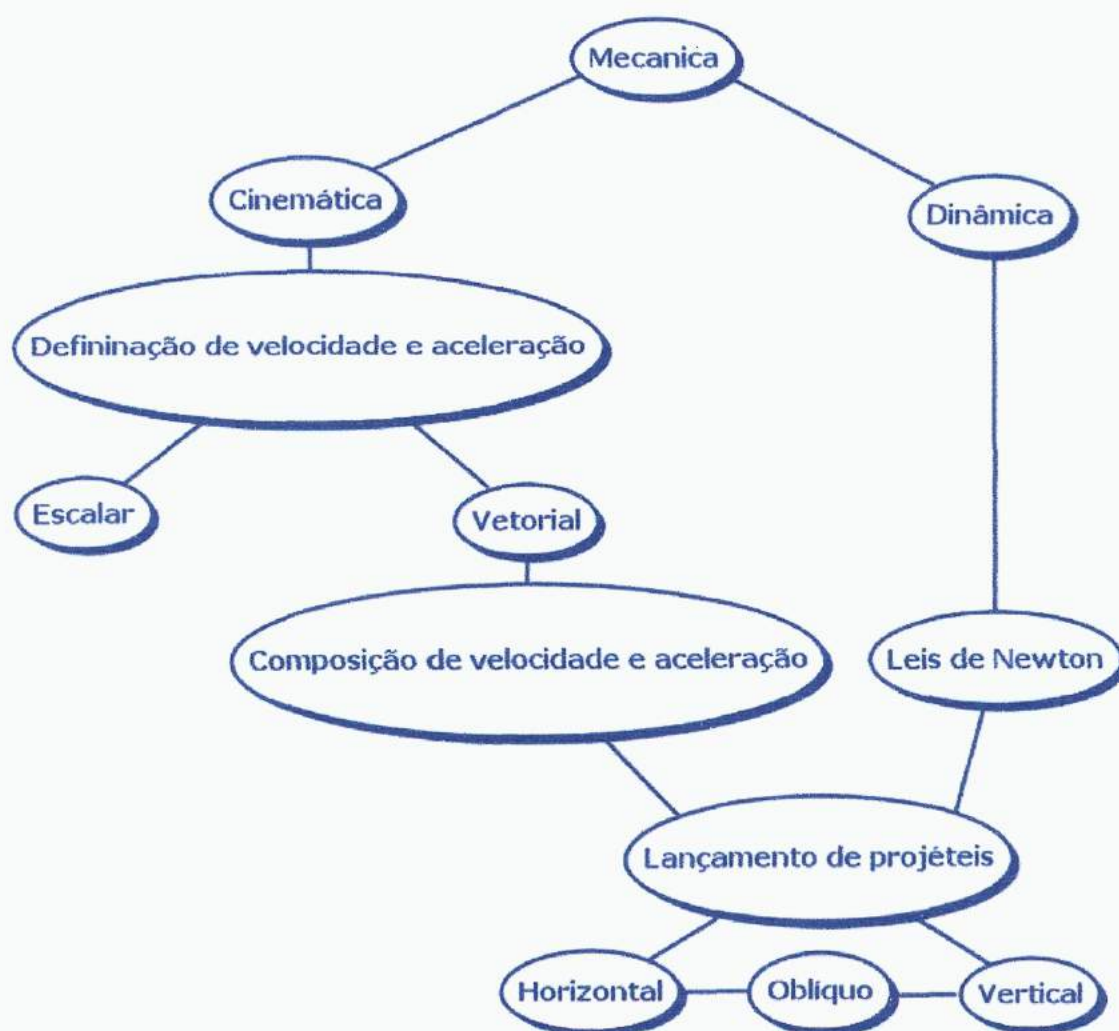 Mecanica
Cinemática
Dinâmica
Defininação de velocidade e aceleração
Escalar
Vetorial
Composição de velocidade e aceleração
Leis de Newton
Lançamento de projéteis
Horizontal
Oblíquo
Vertical